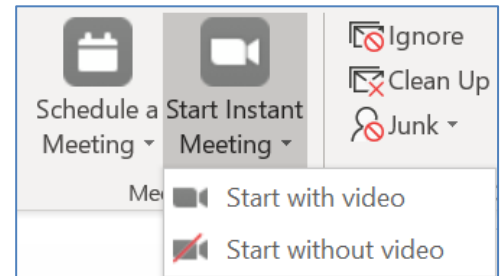 Schedule a
Meeting
Start Instant
Meeting
Ignore
Clean Up
Junk
Start with video
Start without video